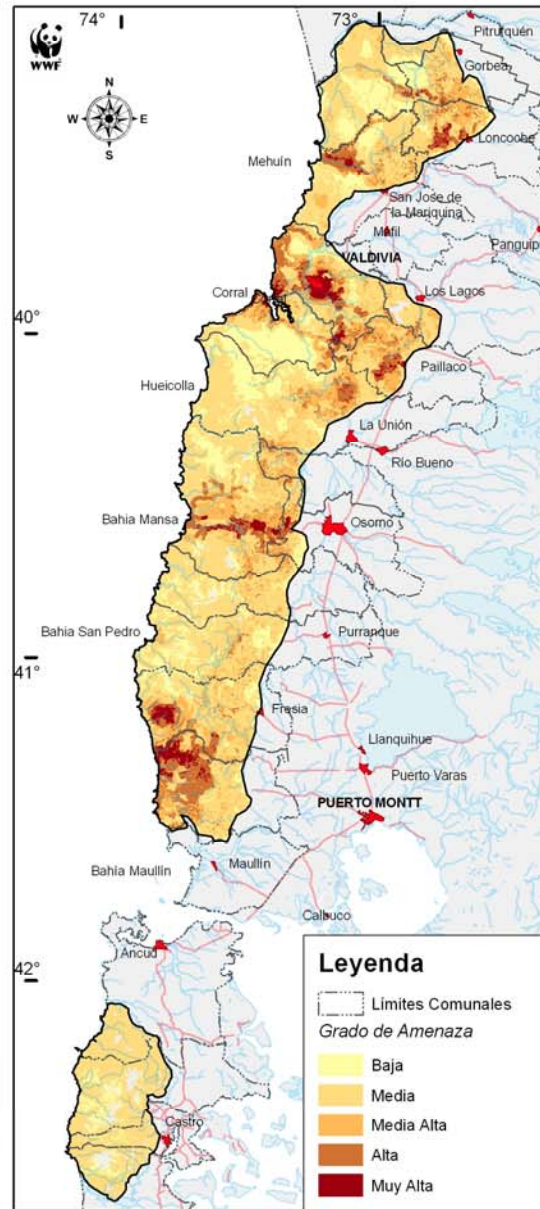 74°
73°
Pitrufquén
Gorbea
WWF
N
W
E
S
Loncoche
Mehuín
San Jose de
la Mariquina
Máfil
Panguip
VALDIVIA
Los Lagos
Corral
40°
Paillaco
Hueicolla
La Unión
Río Bueno
Bahia Mansa
Osorno
Bahia San Pedro
Purranque
41°
Fresia
Llanquihue
Puerto Varas
PUERTO MONTT
Bahía Maullín
Maullín
Calbuco
Ancud
42°
Castro
Leyenda
Límites Comunales
Grado de Amenaza
Baja
Media
Media Alta
Alta
Muy Alta